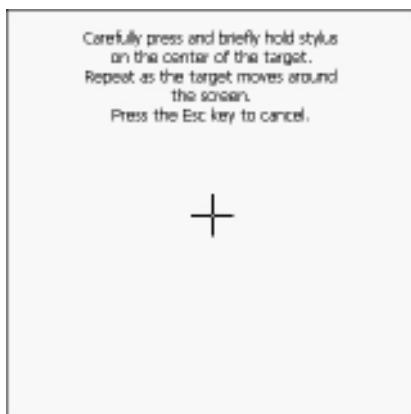 Carefully press and briefly hold stylus
on the center of the target.
Repeat as the target moves around
the screen.
Press the Esc key to cancel.